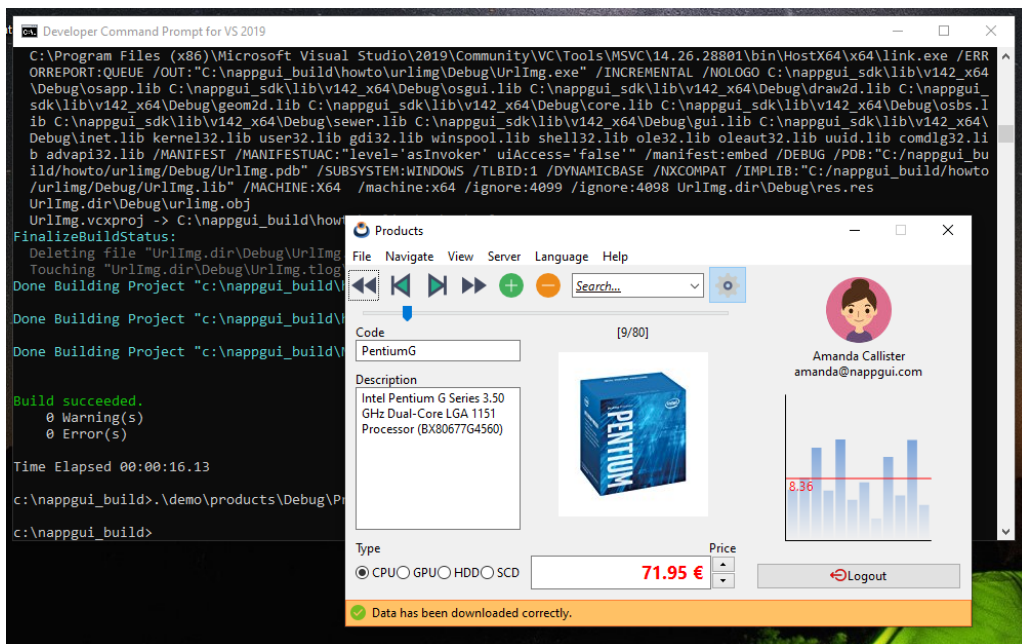 Developer Command Prompt for VS 2019
C:\Program Files (x86)\Microsoft Visual Studio\2019\Community\VC\Tools\MSVC\14.26.28801\bin\HostX64\x64\link.exe /ERR
ORREPORT:QUEUE /OUT:"C:\nappgui_build\howto\urlimg\Debug\UrlImg.exe" /INCREMENTAL /NOLOGO C:\nappgui_sdk\lib\v142_x64
\Debug\osapp.lib C:\nappgui_sdk\lib\v142_x64\Debug\osgui.lib C:\nappgui_sdk\lib\v142_x64\Debug\draw2d.lib C:\nappgui_
sdk\lib\v142_x64\Debug\geom2d.lib C:\nappgui_sdk\lib\v142_x64\Debug\core.lib C:\nappgui_sdk\lib\v142_x64\Debug\osbs.l
ib C:\nappgui_sdk\lib\v142_x64\Debug\sewer.lib C:\nappgui_sdk\lib\v142_x64\Debug\gui.lib C:\nappgui_sdk\lib\v142_x64\
Debug\inet.lib kernel32.lib user32.lib gdi32.lib winspool.lib shell32.lib ole32.lib oleaut32.lib uuid.lib comdlg32.li
b advapi32.lib /MANIFEST /MANIFESTUAC:"level='asInvoker' uiAccess='false'" /manifest:embed /DEBUG /PDB:"C:/nappgui_bu
ild/howto/urlimg/Debug/UrlImg.pdb" /SUBSYSTEM:WINDOWS /TLBID:1 /DYNAMICBASE /NXCOMPAT /IMPLIB:"C:/nappgui_build/howto
/urlimg/Debug/UrlImg.lib" /MACHINE:X64 /machine:x64 /ignore:4099 /ignore:4098 UrlImg.dir\Debug\res.res
UrlImg.dir\Debug\urlimg.obj
UrlImg.vcxproj -> C:\nappgui_build\how
FinalizeBuildStatus:
Deleting file "UrlImg.dir\Debug\UrlImg
Touching "UrlImg.dir\Debug\UrlImg.tlog
Done Building Project "c:\nappgui_build\
Done Building Project "c:\nappgui_build\
Done Building Project "c:\nappgui_build\
Build succeeded.
0 Warning(s)
0 Error(s)
Time Elapsed 00:00:16.13
c:\nappgui_build>.\demo\products\Debug\Pr
c:\nappgui_build>
Products
File Navigate View Server Language Help
Search...
Code
[9/80]
PentiumG
Description
Intel Pentium G Series 3.50
GHz Dual-Core LGA 1151
Processor (BX80677G4560)
PENTIUM
Amanda Callister
amanda@nappgui.com
8.36
Type
Price
CPU GPU HDD SCD
71.95 €
Logout
Data has been downloaded correctly.